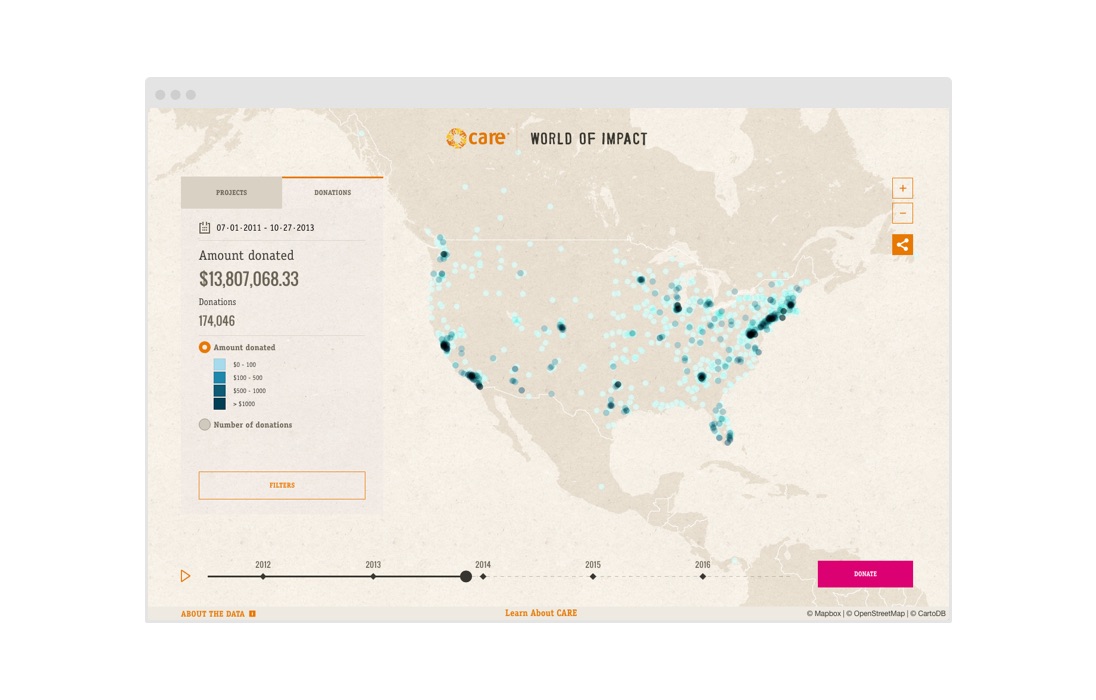 care
WORLD OF IMPACT
PROJECTS
DONATIONS
07·01·2011 - 10·27·2013
Amount donated
$13,807,068.33
Donations
174,046
Amount donated
$0 - 100
$100 - 500
$500 - 1000
> $1000
Number of donations
FILTERS
2012
2013
2014
2015
2016
DONATE
ABOUT THE DATA
Learn About CARE
© Mapbox | © OpenStreetMap | © CartoDB